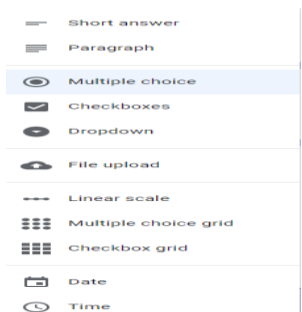 Short answer
Paragraph
Multiple choice
Checkboxes
Dropdown
File upload
Linear scale
Multiple choice grid
Checkbox grid
Date
Time